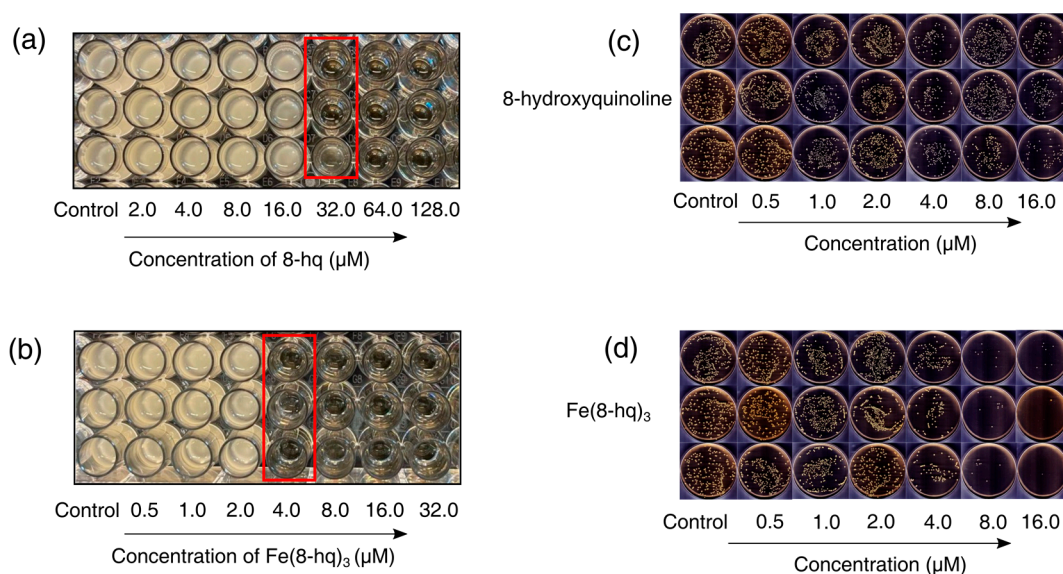 (a)
Control 2.0 4.0 8.0 16.0 32.0 64.0 128.0
Concentration of 8-hq (µM)
(b)
Control 0.5 1.0 2.0 4.0 8.0 16.0 32.0
Concentration of Fe(8-hq)3 (µM)
(c)
8-hydroxyquinoline
Control 0.5 1.0 2.0 4.0 8.0 16.0
Concentration (µM)
(d)
Fe(8-hq)3
Control 0.5 1.0 2.0 4.0 8.0 16.0
Concentration (µM)